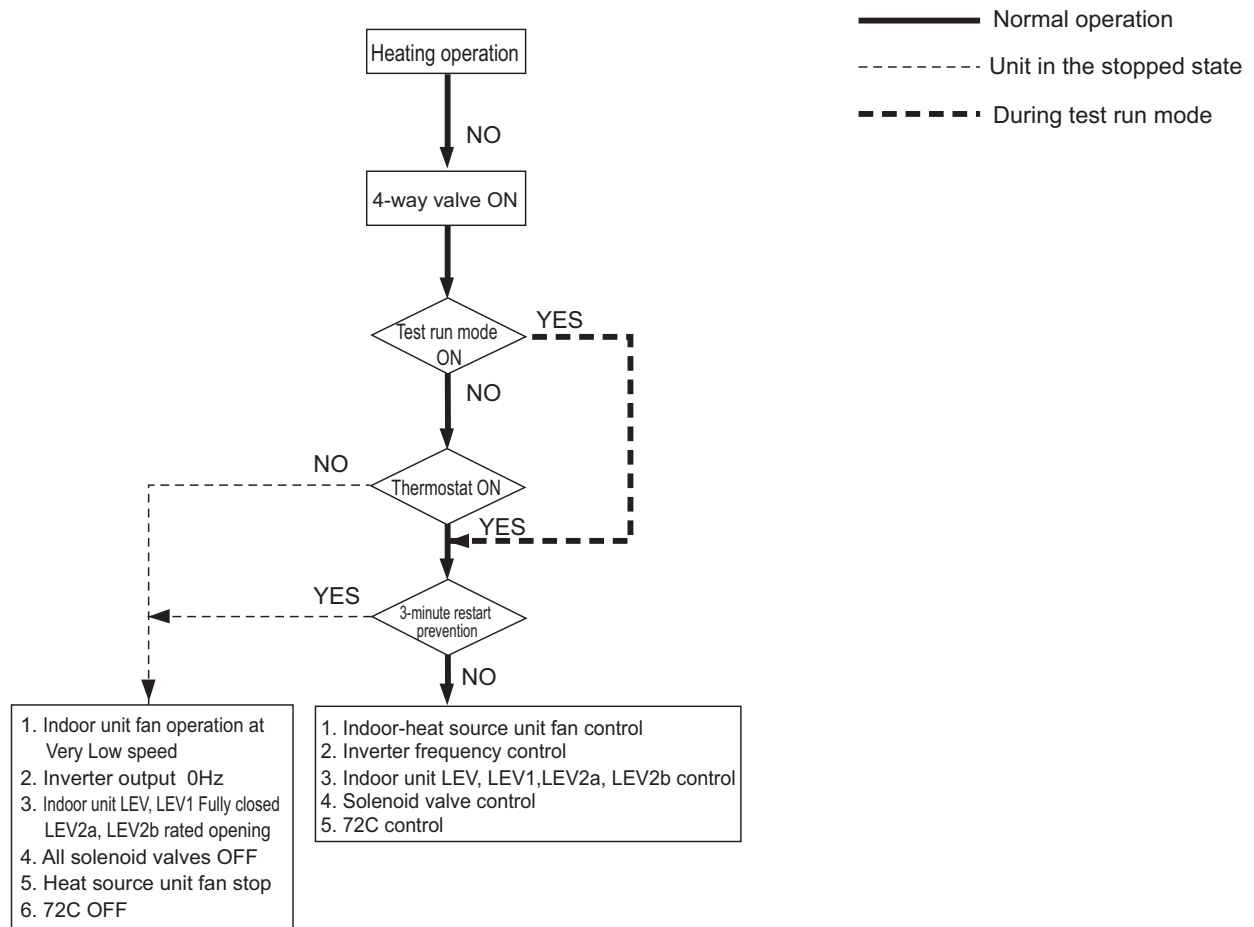 Normal operation
Unit in the stopped state
During test run mode
Heating operation
NO
4-way valve ON
Test run mode
ON
YES
NO
NO
Thermostat ON
YES
YES
3-minute restart
prevention
NO
1. Indoor unit fan operation at
Very Low speed
2. Inverter output 0Hz
3. Indoor unit LEV, LEV1 Fully closed
LEV2a, LEV2b rated opening
4. All solenoid valves OFF
5. Heat source unit fan stop
6. 72C OFF
1. Indoor-heat source unit fan control
2. Inverter frequency control
3. Indoor unit LEV, LEV1,LEV2a, LEV2b control
4. Solenoid valve control
5. 72C control